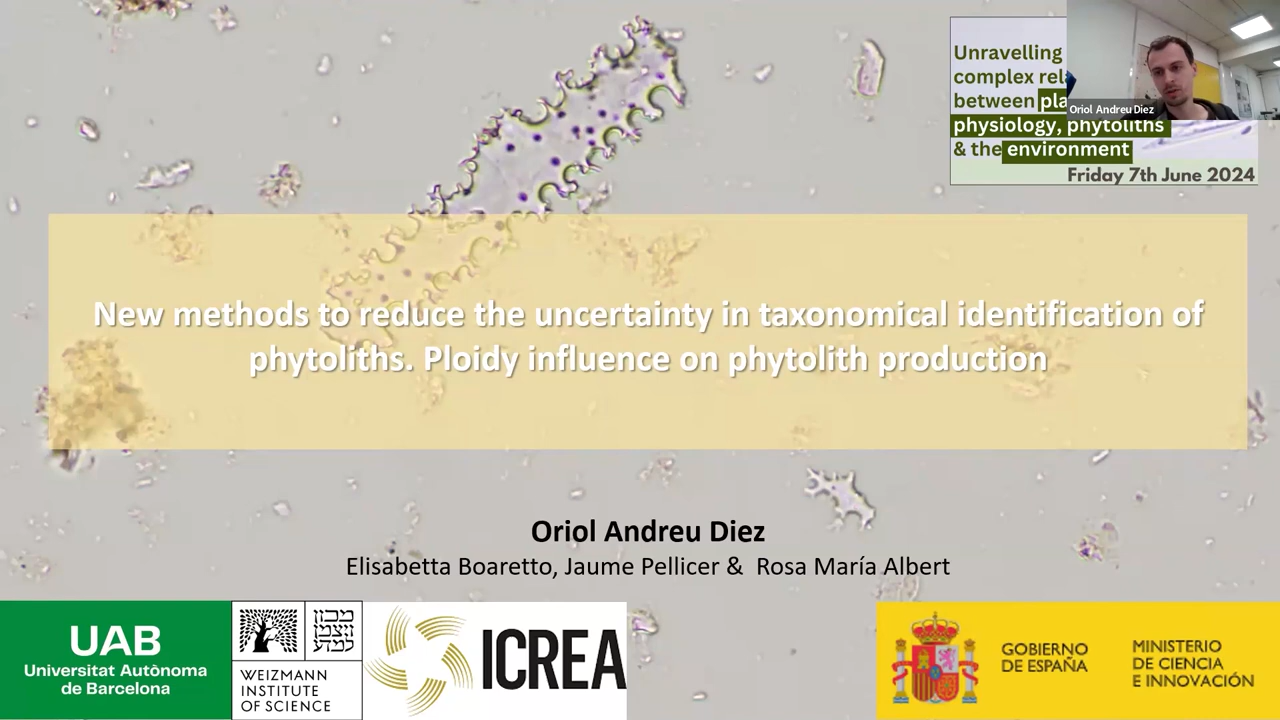 Unravelling
complex rel
between pla
Oriol Andreu Diez
physiology, phytoliths
& the environment
Friday 7th June 2024
New methods to reduce the uncertainty in taxonomical identification of
phytoliths. Ploidy influence on phytolith production
Oriol Andreu Diez
Elisabetta Boaretto, Jaume Pellicer & Rosa María Albert
UAB
Universitat Autònoma
de Barcelona
מכון
ויצמן
למדע
WEIZMANN
INSTITUTE
OF SCIENCE
ICREA
GOBIERNO
DE ESPAÑA
MINISTERIO
DE CIENCIA
E INNOVACIÓN